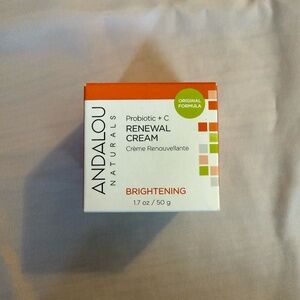 ANDALOU
NATURALS
ORIGINAL
FORMULA
Probiotic + C
RENEWAL
CREAM
Crème Renouvellante
BRIGHTENING
1.7 oz / 50 g